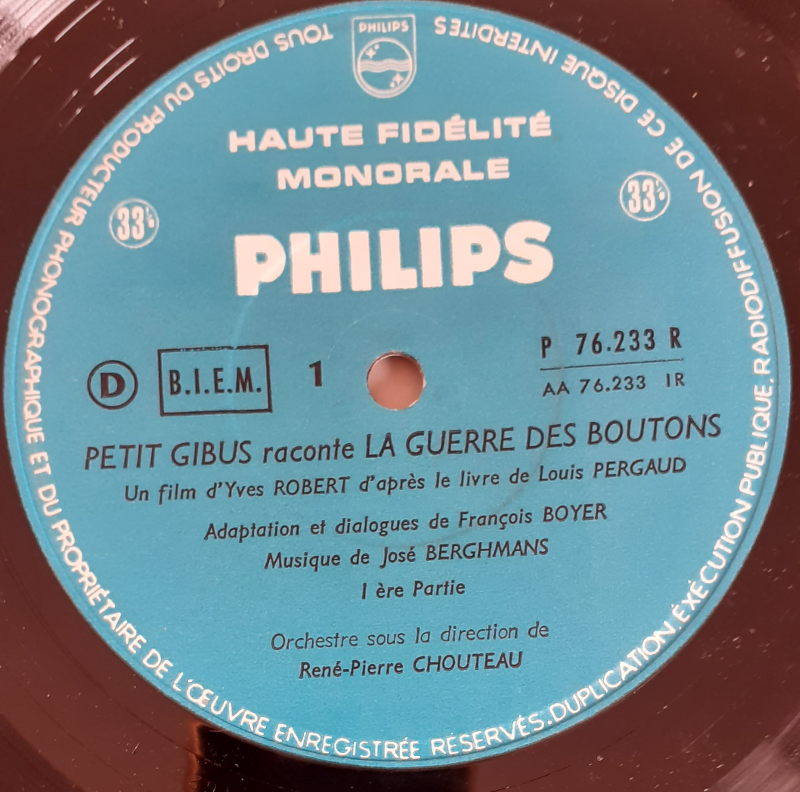 TOUS DROITS DU PRODUCTEUR PHONOGRAPHIQUE ET DU PROPRIÉTAIRE DE L'ŒUVRE ENREGISTRÉE RÉSERVÉS. DUPLICATION, EXÉCUTION PUBLIQUE, RADIODIFFUSION DE CE DISQUE INTERDITES
PHILIPS
HAUTE FIDÉLITÉ
MONORALE
33⅓ 33⅓
PHILIPS
D B.I.E.M. 1 P 76.233 R
AA 76.233 1R
PETIT GIBUS raconte LA GUERRE DES BOUTONS
Un film d'Yves ROBERT d'après le livre de Louis PERGAUD
Adaptation et dialogues de François BOYER
Musique de José BERGHMANS
1 ère Partie
Orchestre sous la direction de
René-Pierre CHOUTEAU